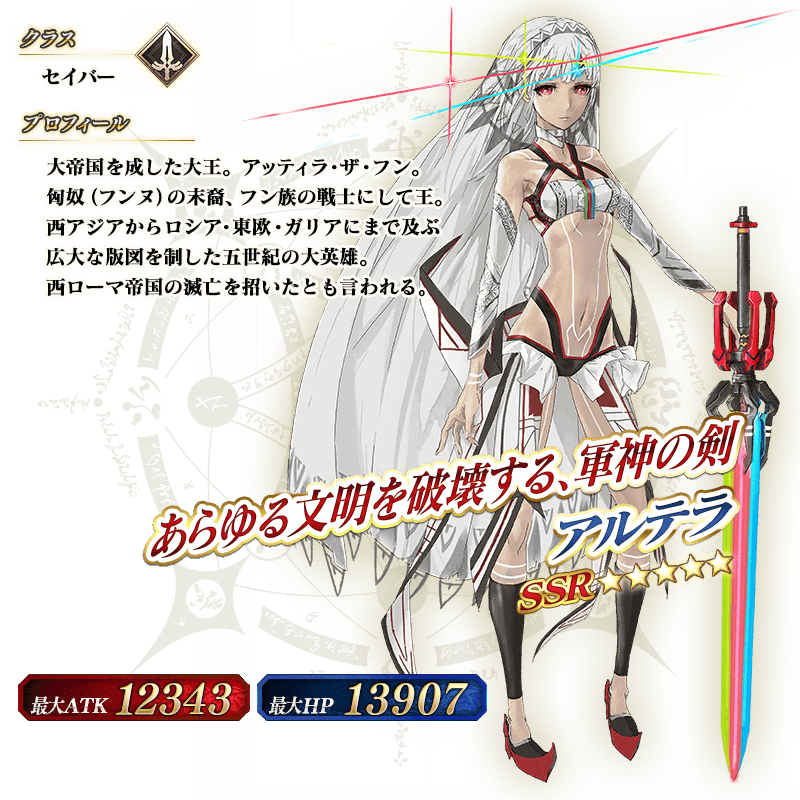 クラス
セイバー
プロフィール
大帝国を成した大王。アッティラ・ザ・フン。
匈奴（フンヌ）の末裔、フン族の戦士にして王。
西アジアからロシア・東欧・ガリアにまで及ぶ
広大な版図を制した五世紀の大英雄。
西ローマ帝国の滅亡を招いたとも言われる。
あらゆる文明を破壊する、軍神の剣
アルテラ
SSR★★★★★
最大ATK 12343
最大HP 13907